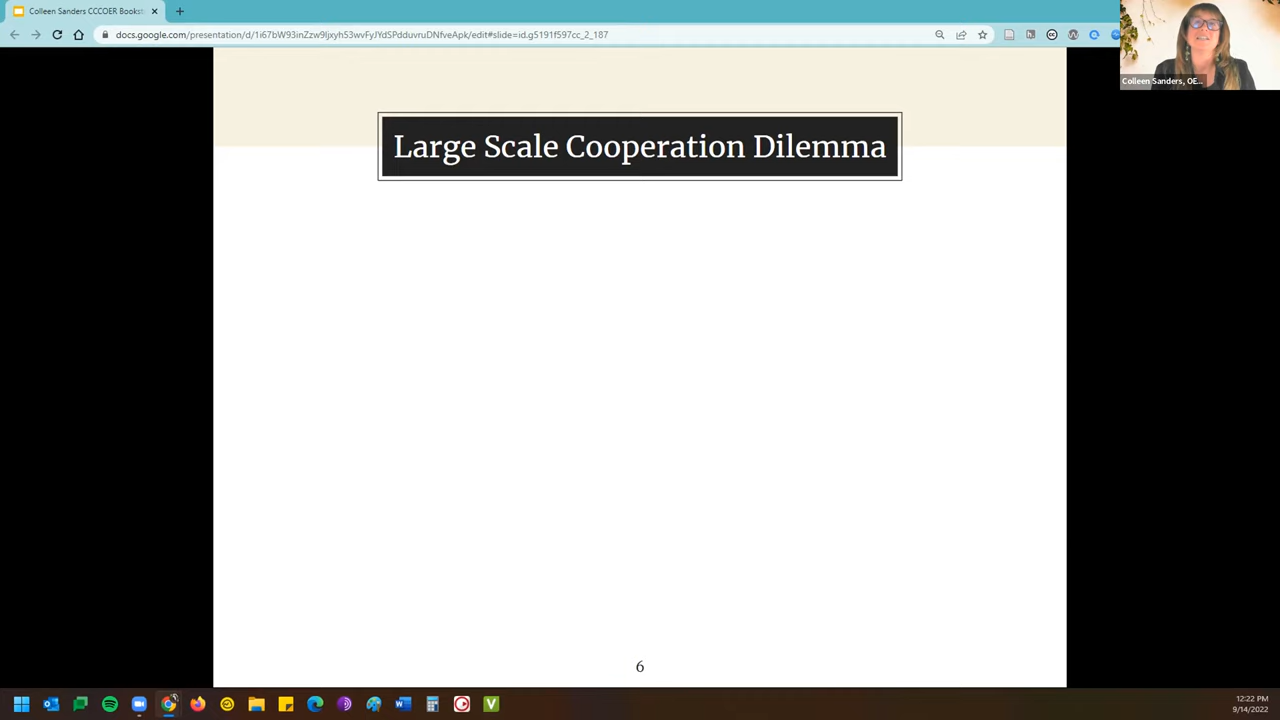 Colleen Sanders CCCOER Bookst
docs.google.com/presentation/d/1i67bW93inZzw9ljxyh53wvFyJYdSPdduvruDNfveApk/edit#slide=id.g5191f597cc_2_187
Colleen Sanders, OE...
Large Scale Cooperation Dilemma
6
12:22 PM
9/14/2022